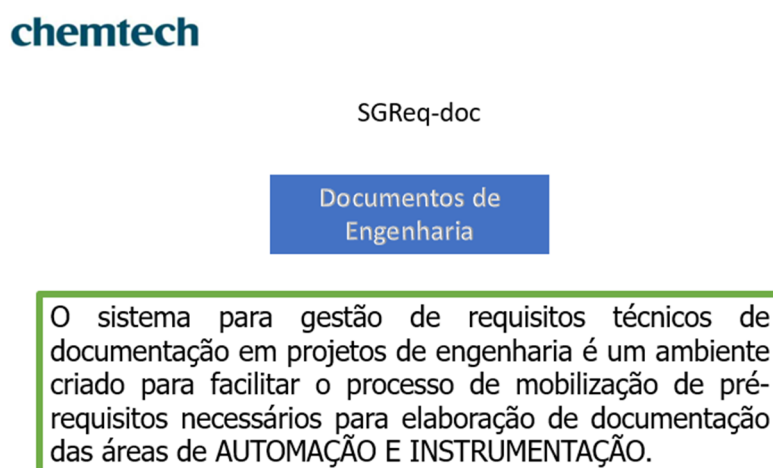 chemtech
SGReq-doc
Documentos de
Engenharia
O sistema para gestão de requisitos técnicos de
documentação em projetos de engenharia é um ambiente
criado para facilitar o processo de mobilização de pré-
requisitos necessários para elaboração de documentação
das áreas de AUTOMAÇÃO E INSTRUMENTAÇÃO.